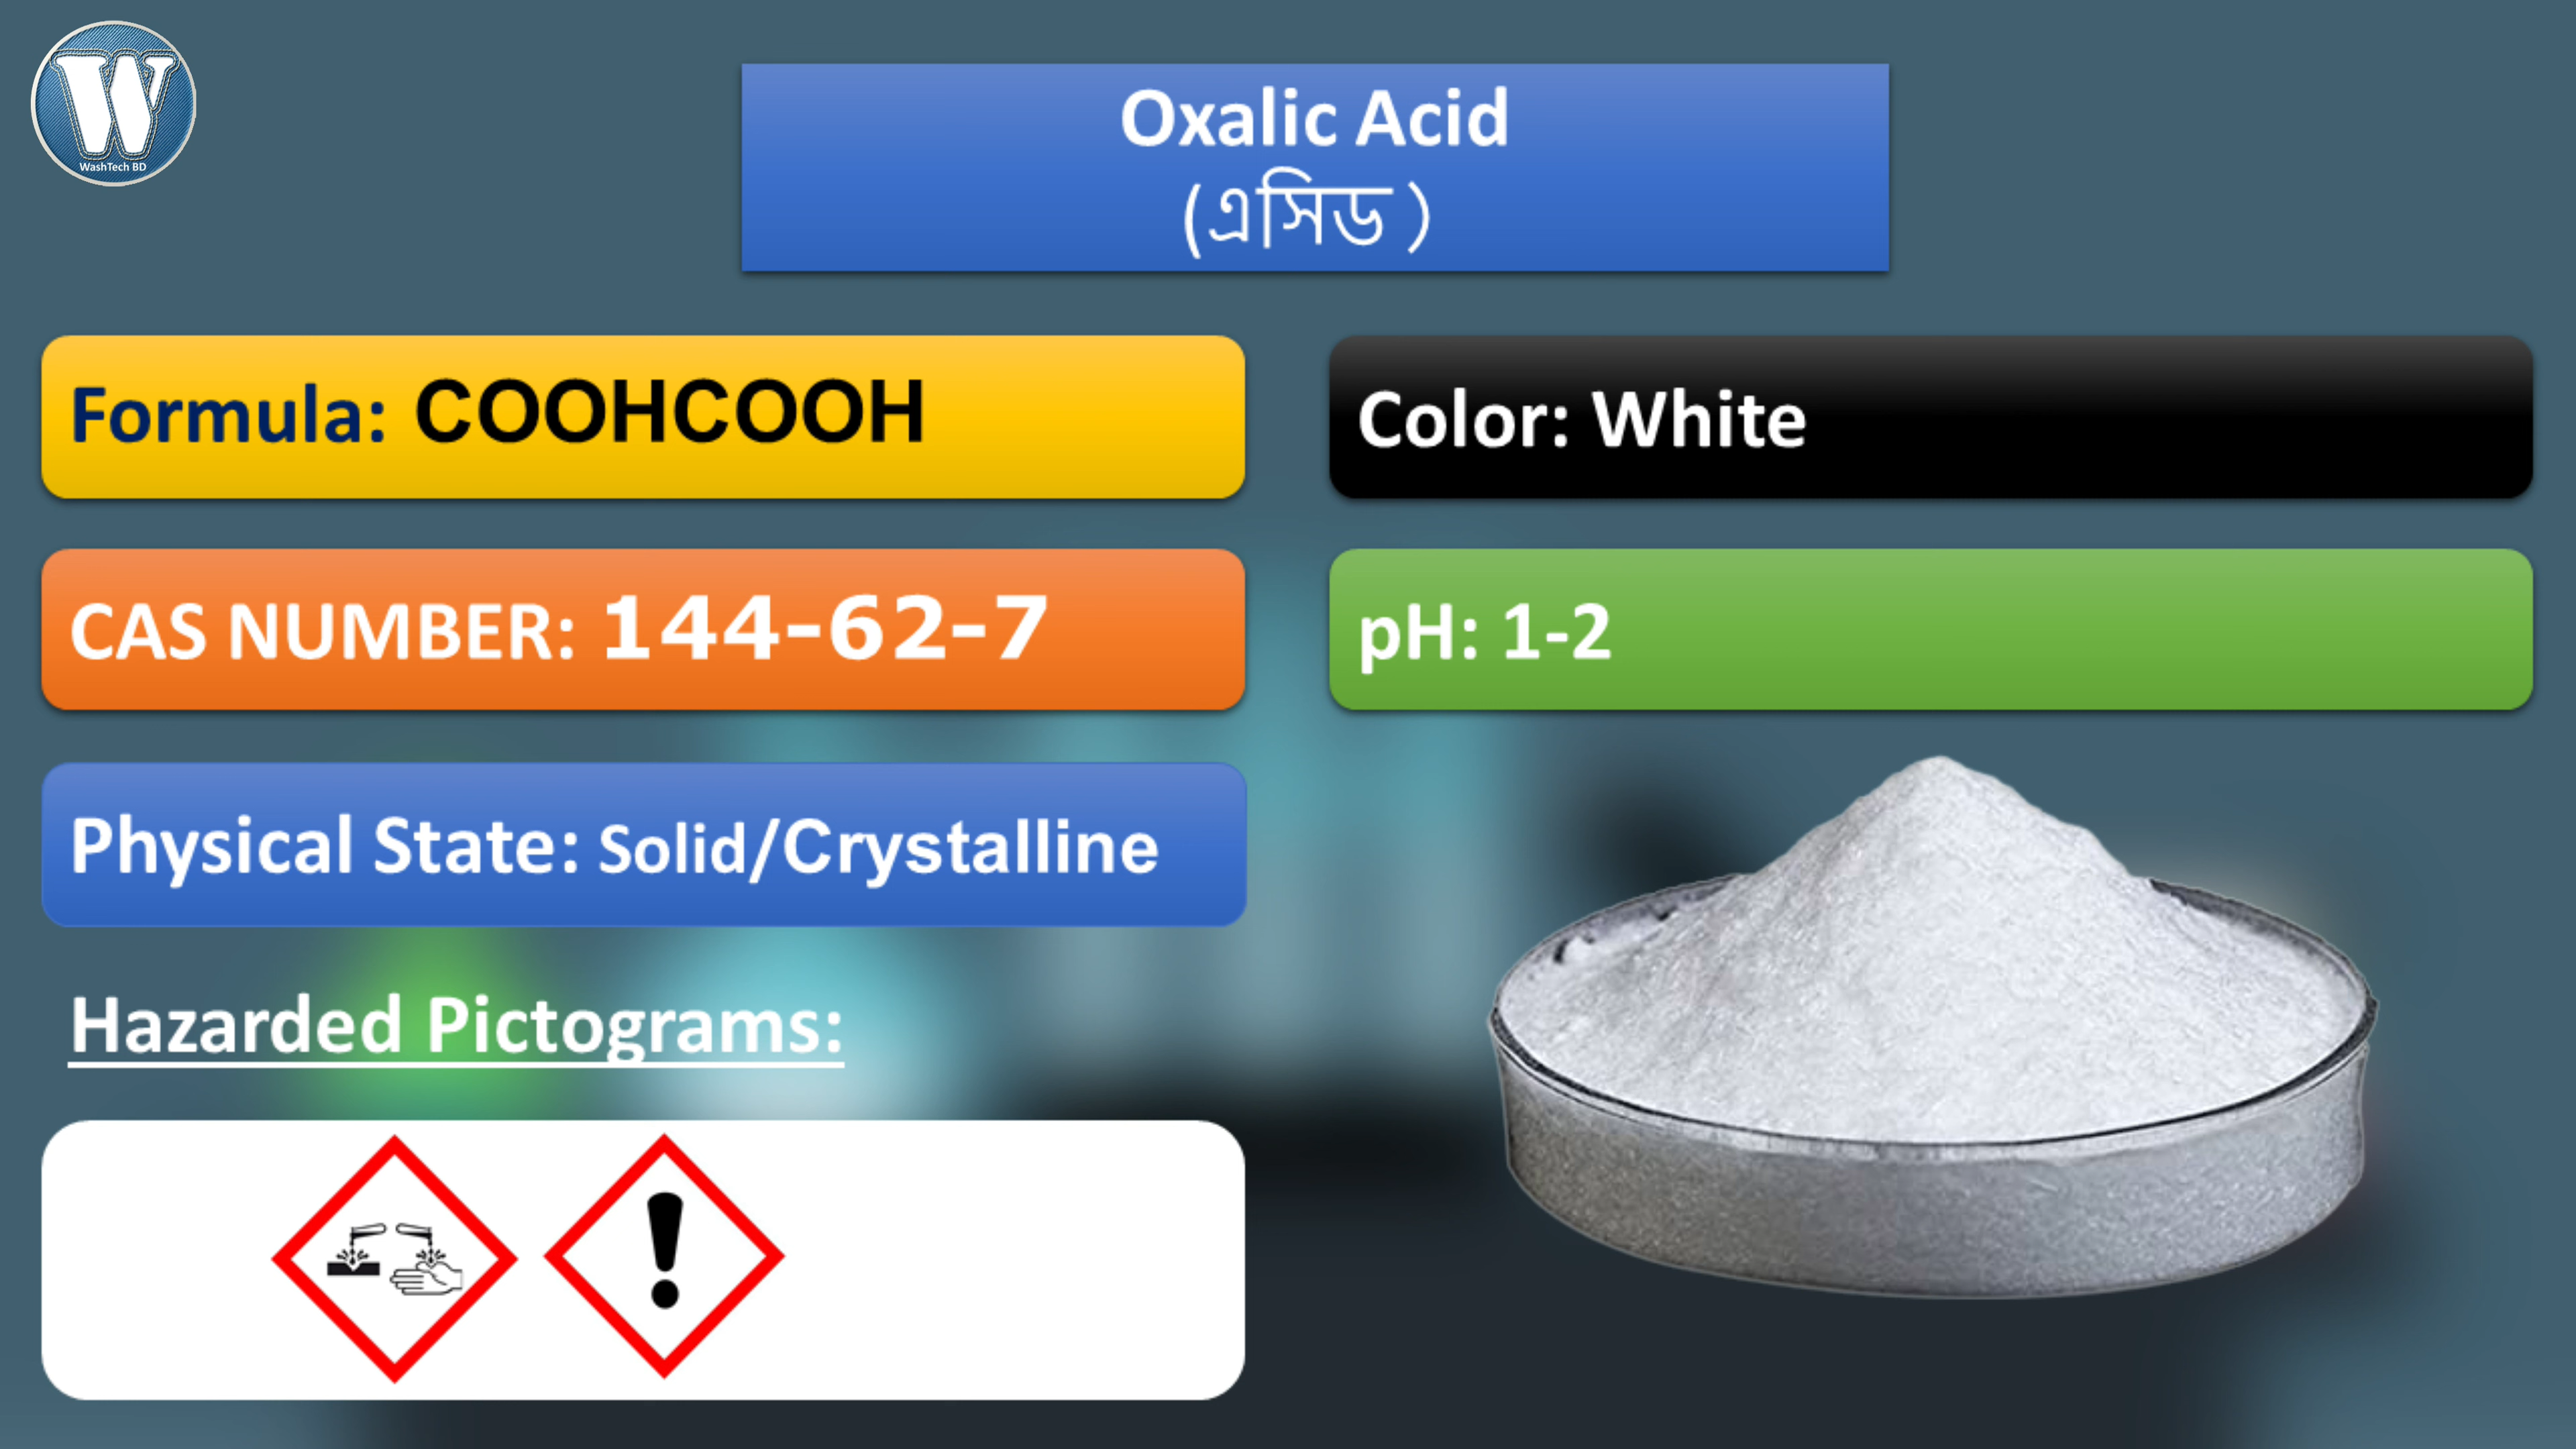 WashTech BD
Oxalic Acid
(এসিড )
Formula: COOHCOOH
Color: White
CAS NUMBER: 144-62-7
pH: 1-2
Physical State: Solid/Crystalline
Hazarded Pictograms: